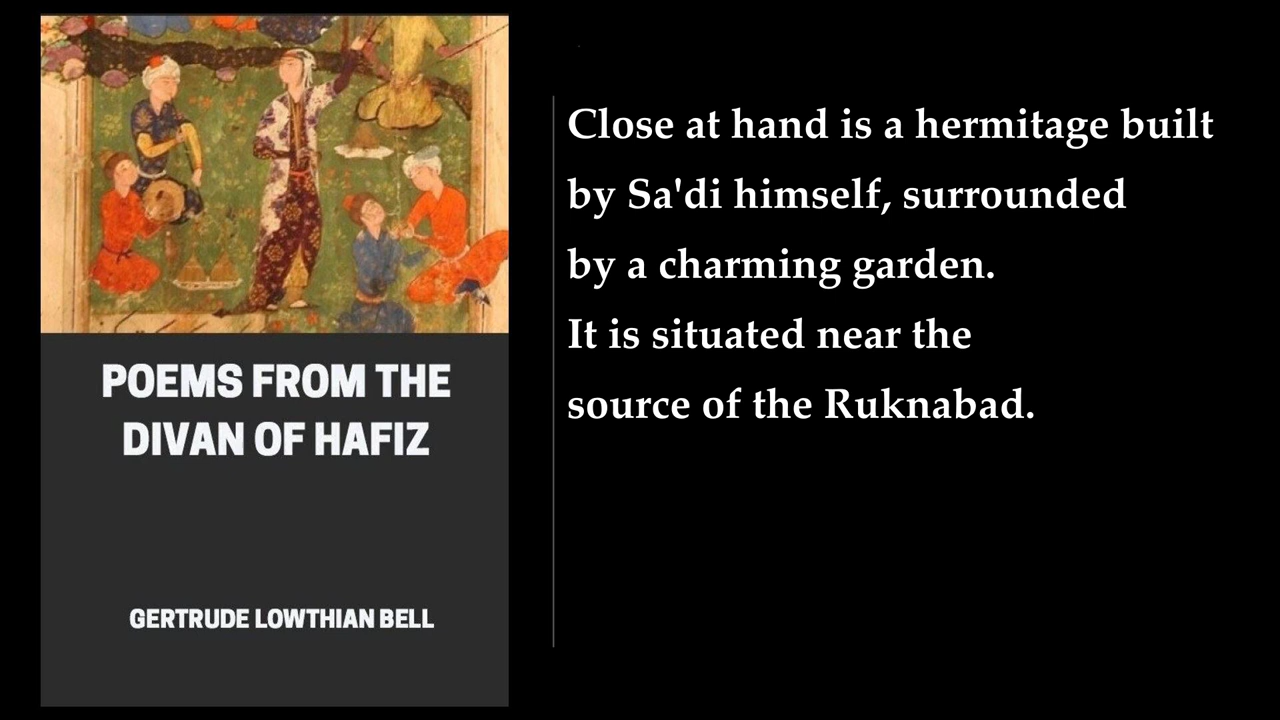 POEMS FROM THE
DIVAN OF HAFIZ
GERTRUDE LOWTHIAN BELL
Close at hand is a hermitage built
by Sa'di himself, surrounded
by a charming garden.
It is situated near the
source of the Ruknabad.